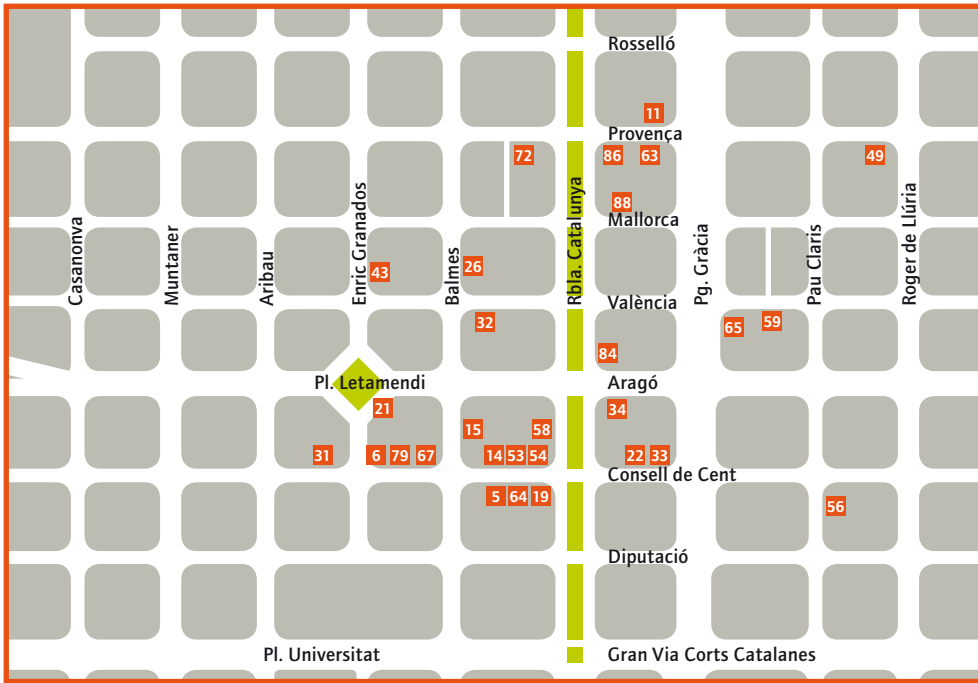 Rosselló
11
Provença
72
86
63
49
88
Mallorca
Casanonva
Muntaner
Aribau
Enric Granados
Balmes
Rbla. Catalunya
Pg. Gràcia
Pau Claris
Roger de Llúria
43
26
València
32
65
59
84
Pl. Letamendi
Aragó
21
34
15
58
31
6
79
67
14
53
54
22
33
Consell de Cent
5
64
19
56
Diputació
Pl. Universitat
Gran Via Corts Catalanes